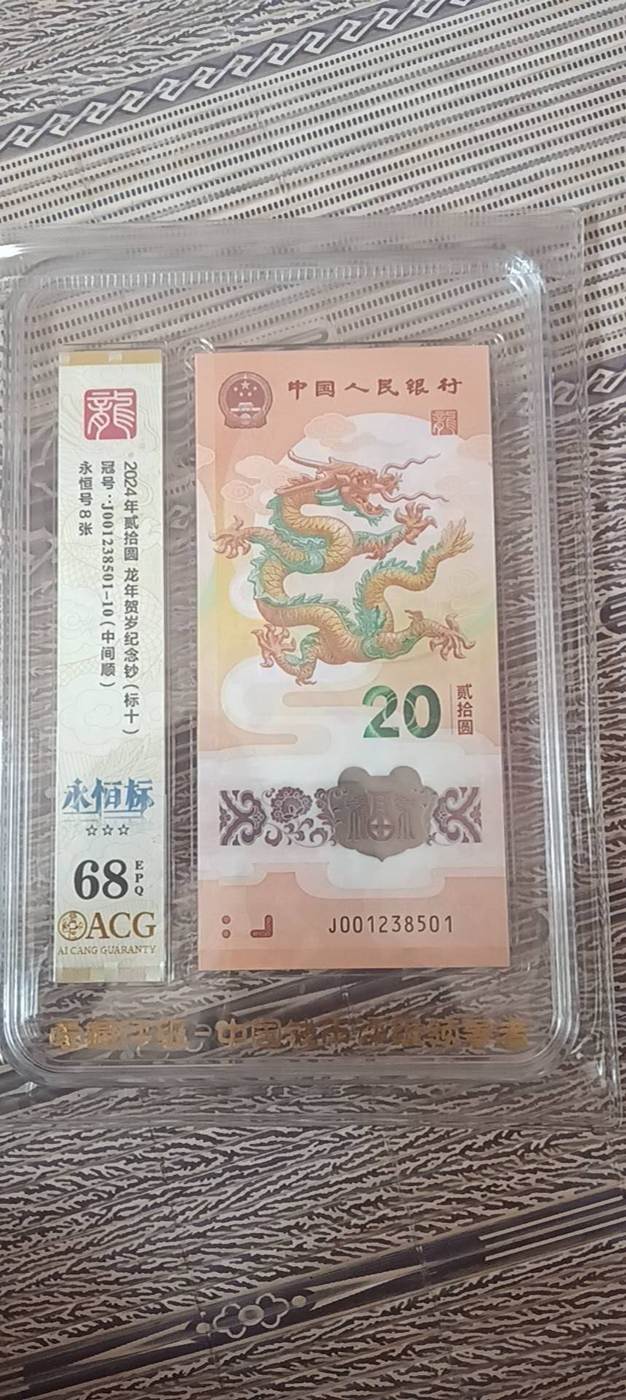 龍
2024年贰拾圆 龙年贺岁纪念钞(标十)
冠号:J001238501-10(中间顺)
永恒号8张
永恒标
☆☆☆
68 EPQ
ACG
AI CANG GUARANTY
中国人民银行
龍
20
贰拾圆
福
J001238501